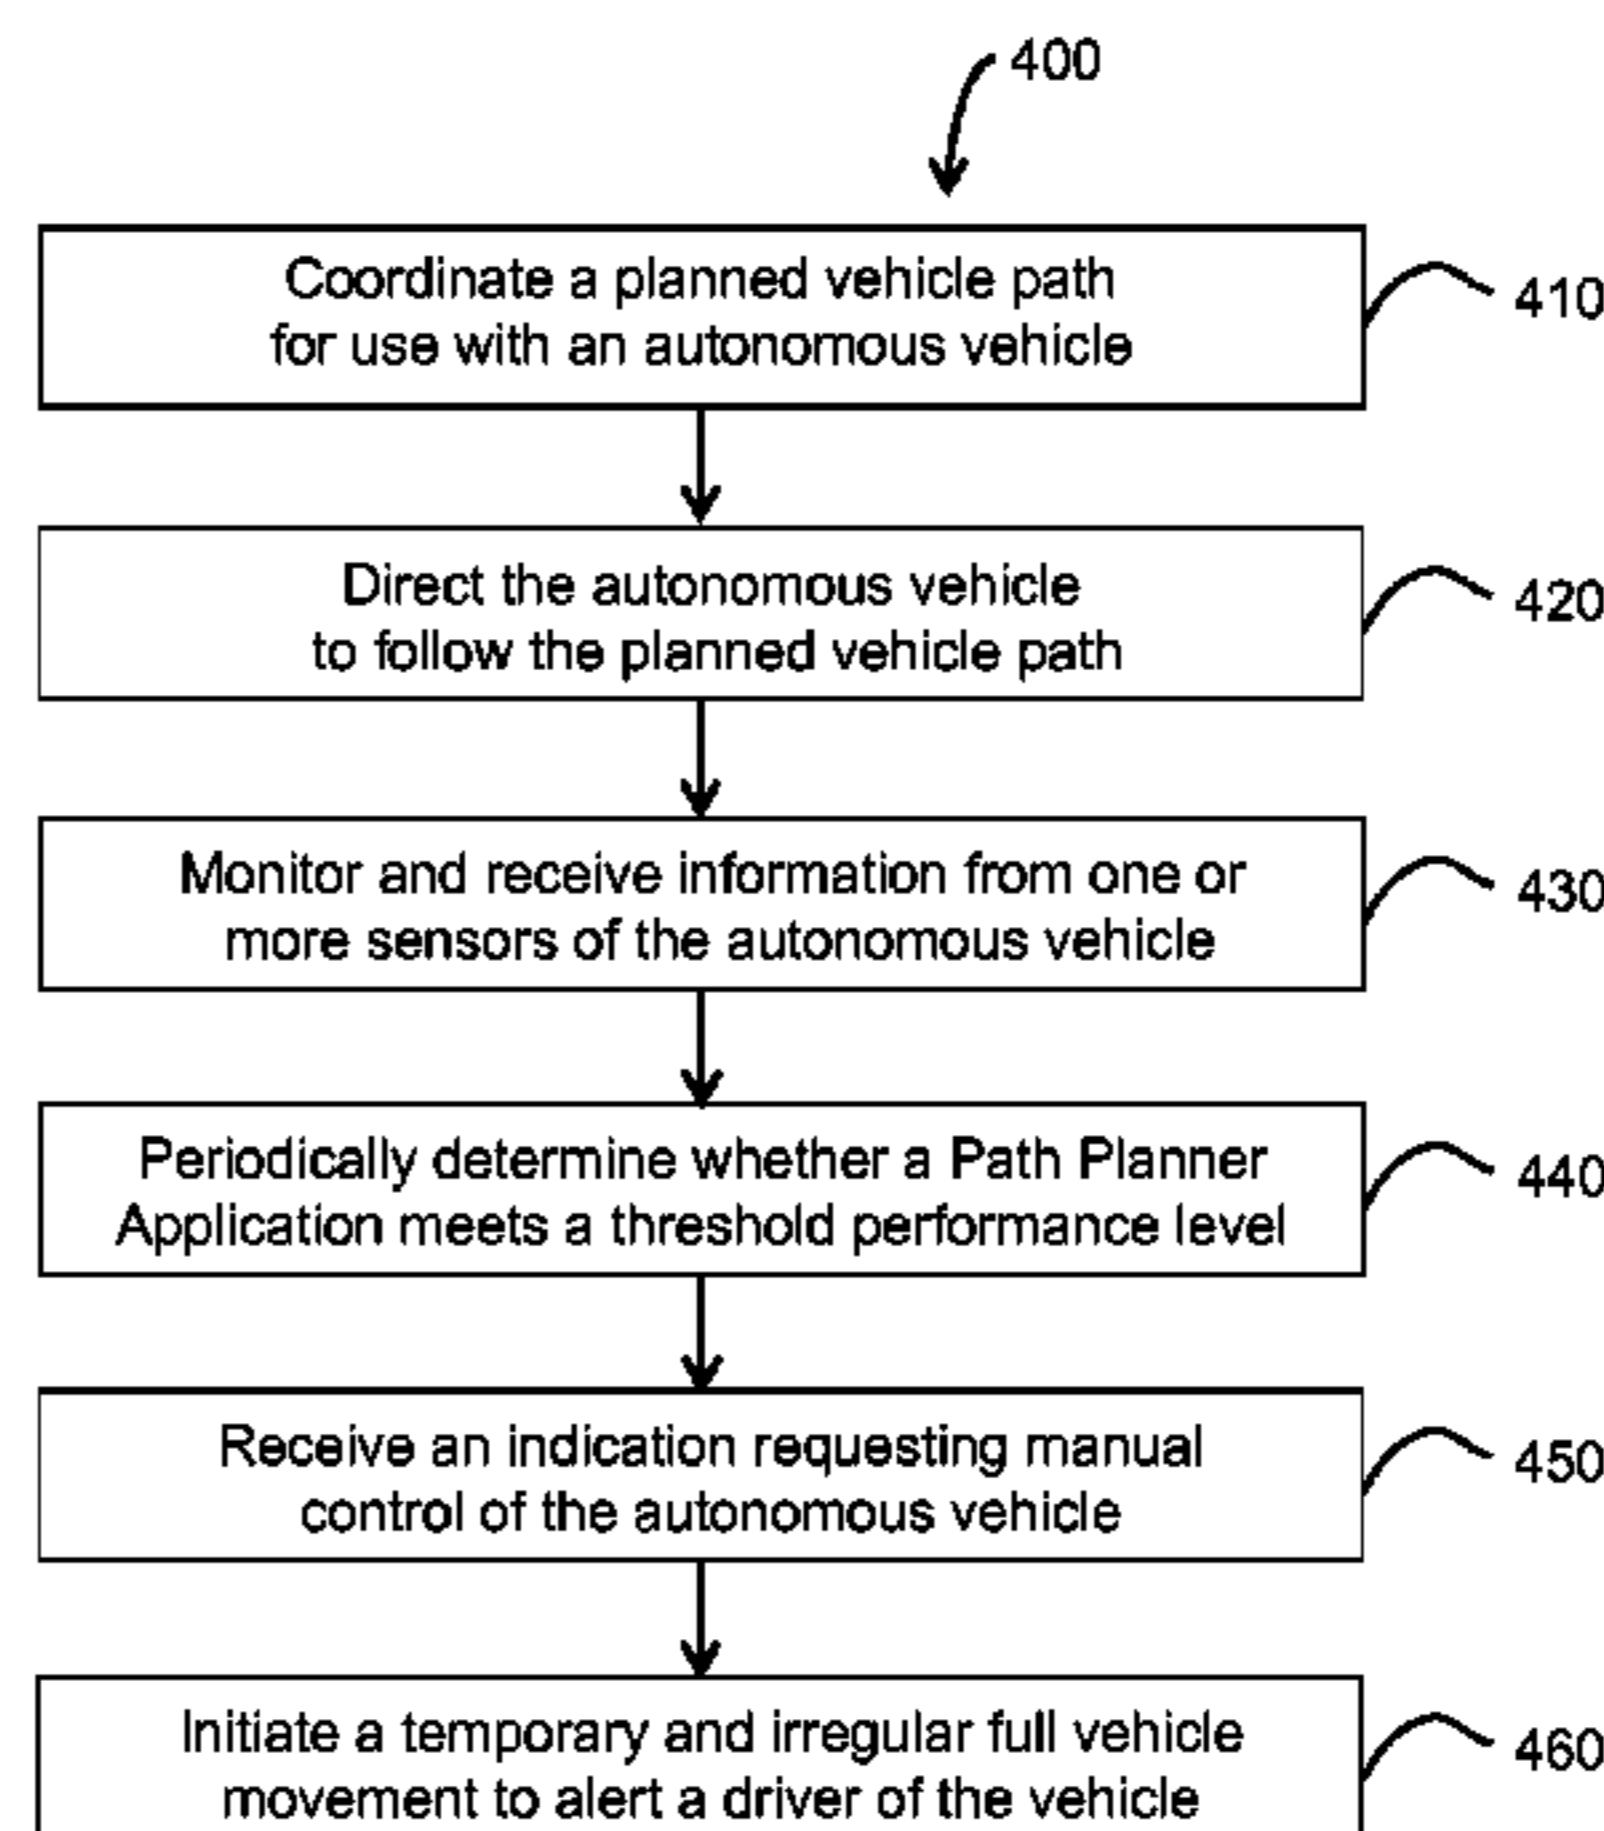 400
Coordinate a planned vehicle path
for use with an autonomous vehicle
410
Direct the autonomous vehicle
to follow the planned vehicle path
420
Monitor and receive information from one or
more sensors of the autonomous vehicle
430
Periodically determine whether a Path Planner
Application meets a threshold performance level
440
Receive an indication requesting manual
control of the autonomous vehicle
450
Initiate a temporary and irregular full vehicle
movement to alert a driver of the vehicle
460